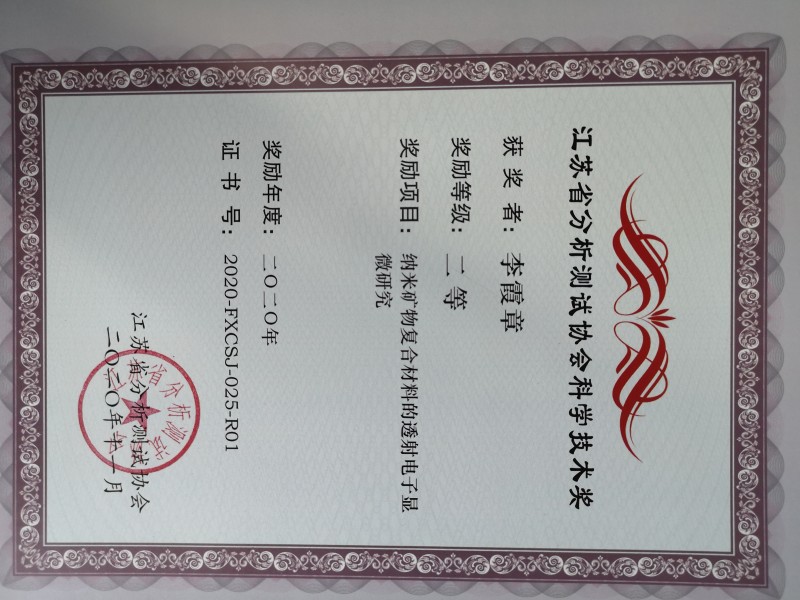 江苏省分析测试协会科学技术奖
获奖者：李霞章
奖励等级：二等
奖励项目：纳米矿物复合材料的透射电子显
微研究
奖励年度：二〇二〇年
证书号：2020-FXCSJ-025-R01
江苏省分析测试协会
二〇二〇年十一月